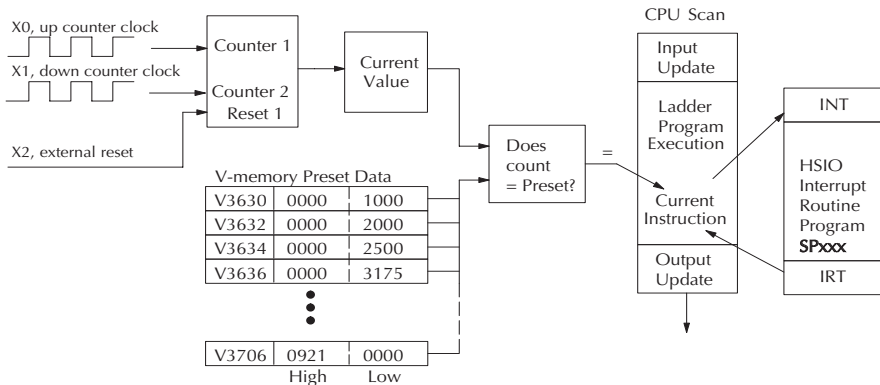 X0, up counter clock
X1, down counter clock
X2, external reset
Counter 1
Counter 2
Reset 1
Current
Value
V-memory Preset Data
V3630 0000 1000
V3632 0000 2000
V3634 0000 2500
V3636 0000 3175
V3706 0921 0000
High Low
Does
count
= Preset?
=
CPU Scan
Input
Update
Ladder
Program
Execution
Current
Instruction
Output
Update
INT
HSIO
Interrupt
Routine
Program
SPxxx
IRT